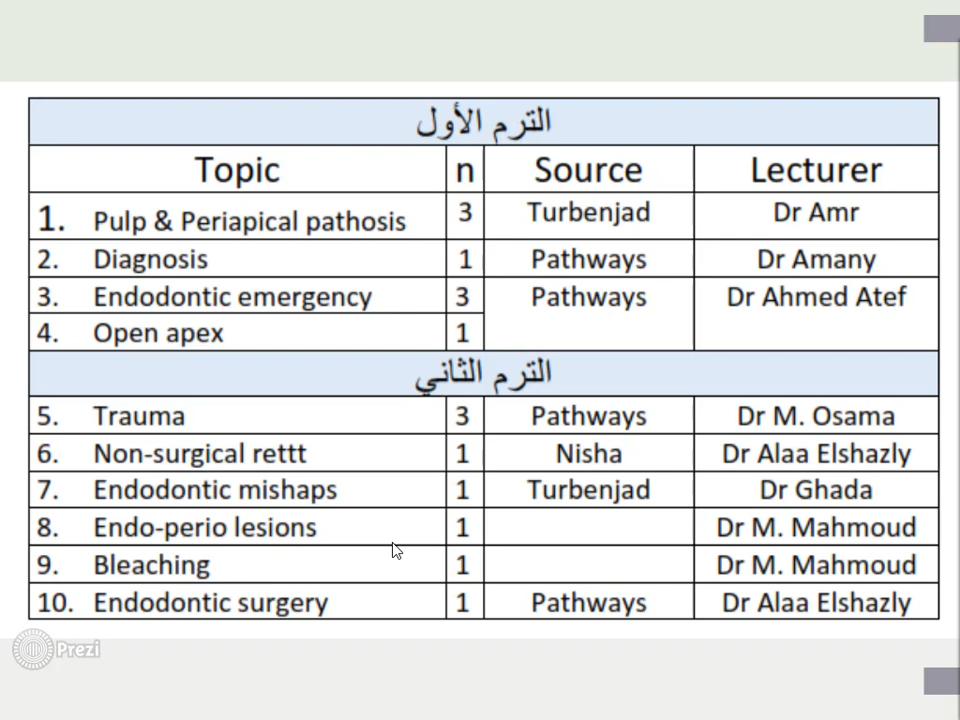 الترم الأول
Topic n Source Lecturer
1. Pulp & Periapical pathosis 3 Turbenjad Dr Amr
2. Diagnosis 1 Pathways Dr Amany
3. Endodontic emergency 3 Pathways Dr Ahmed Atef
4. Open apex 1
الترم الثاني
5. Trauma 3 Pathways Dr M. Osama
6. Non-surgical rettt 1 Nisha Dr Alaa Elshazly
7. Endodontic mishaps 1 Turbenjad Dr Ghada
8. Endo-perio lesions 1 Dr M. Mahmoud
9. Bleaching 1 Dr M. Mahmoud
10. Endodontic surgery 1 Pathways Dr Alaa Elshazly
Prezi